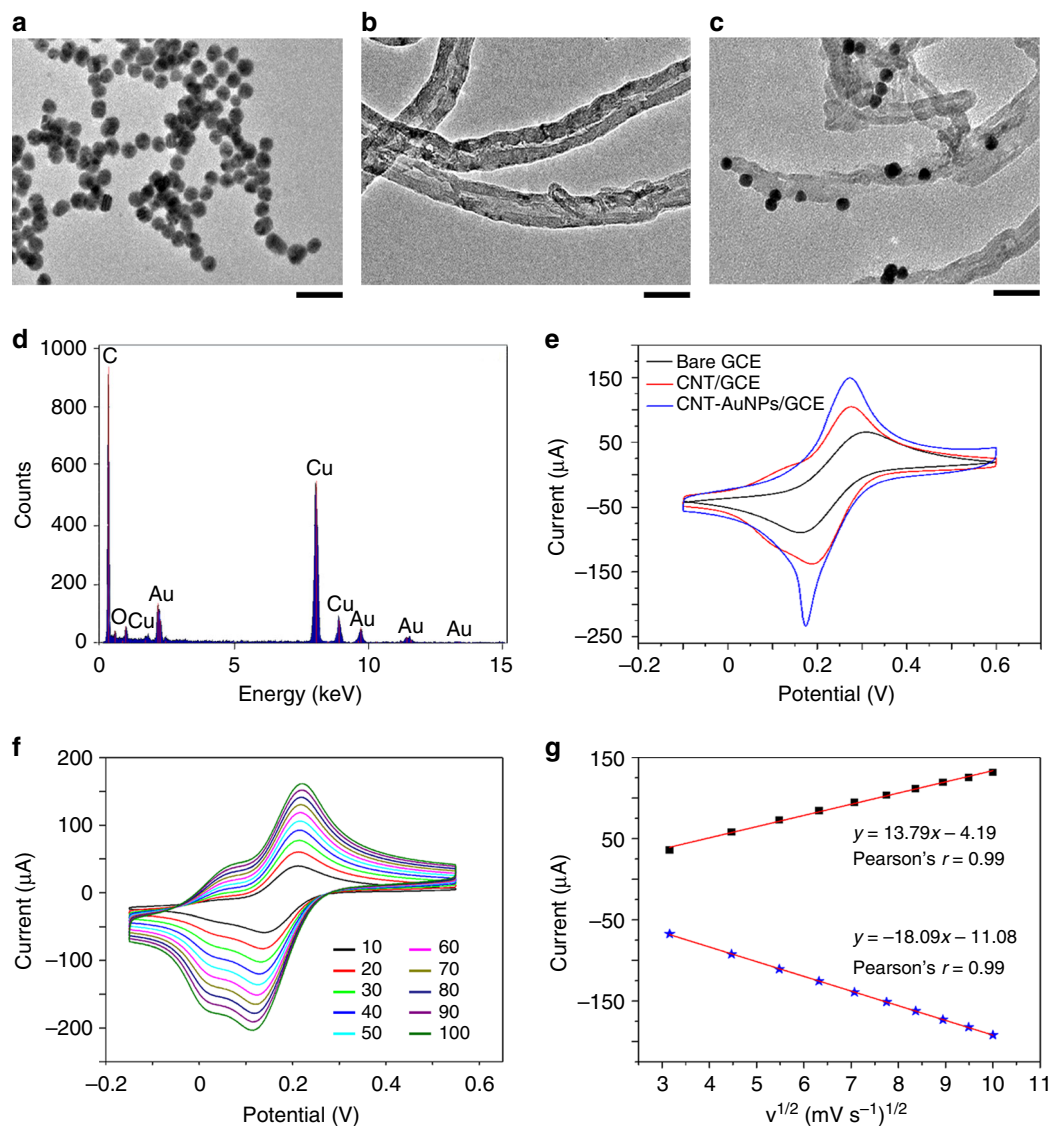 a
b
c
d
1000
800
600
400
200
0
Counts
C
O
Cu
Au
Cu
Cu
Au
Au
Au
0
5
10
15
Energy (keV)
e
Bare GCE
CNT/GCE
CNT-AuNPs/GCE
150
50
−50
−150
−250
Current (μA)
−0.2
0
0.2
0.4
0.6
Potential (V)
f
200
100
0
−100
−200
Current (μA)
10
20
30
40
50
60
70
80
90
100
−0.2
0
0.2
0.4
0.6
Potential (V)
g
150
50
−50
−150
Current (μA)
y = 13.79x − 4.19
Pearson's r = 0.99
y = −18.09x − 11.08
Pearson's r = 0.99
3
4
5
6
7
8
9
10
11
v1/2 (mV s−1)1/2